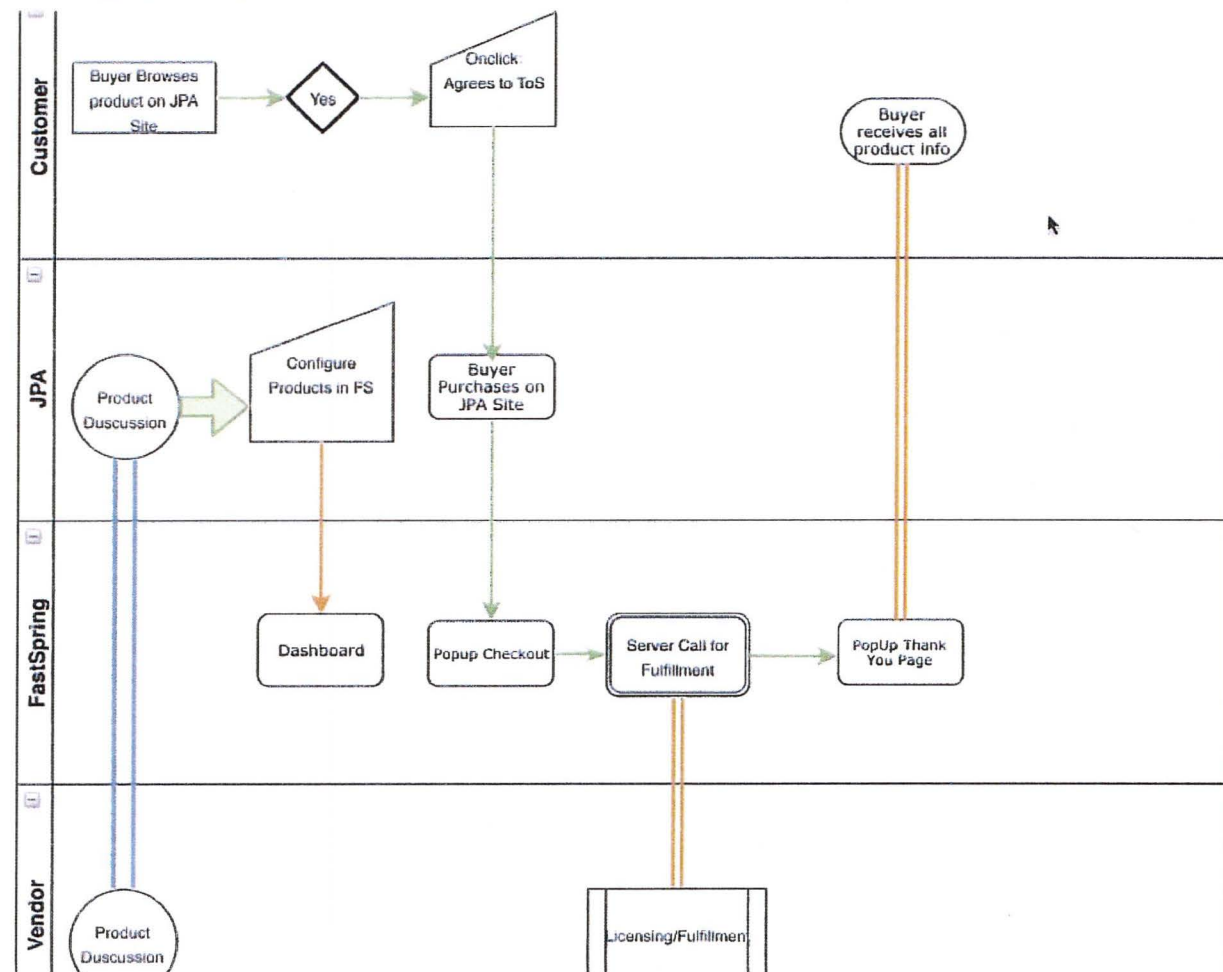 Customer
Buyer Browses
product on JPA
Site
Yes
Onclick:
Agrees to ToS
Buyer
receives all
product info
JPA
Product
Duscussion
Configure
Products in FS
Buyer
Purchases on
JPA Site
FastSpring
Dashboard
Popup Checkout
Server Call for
Fulfillment
PopUp Thank
You Page
Vendor
Product
Duscussion
Licensing/Fulfillment